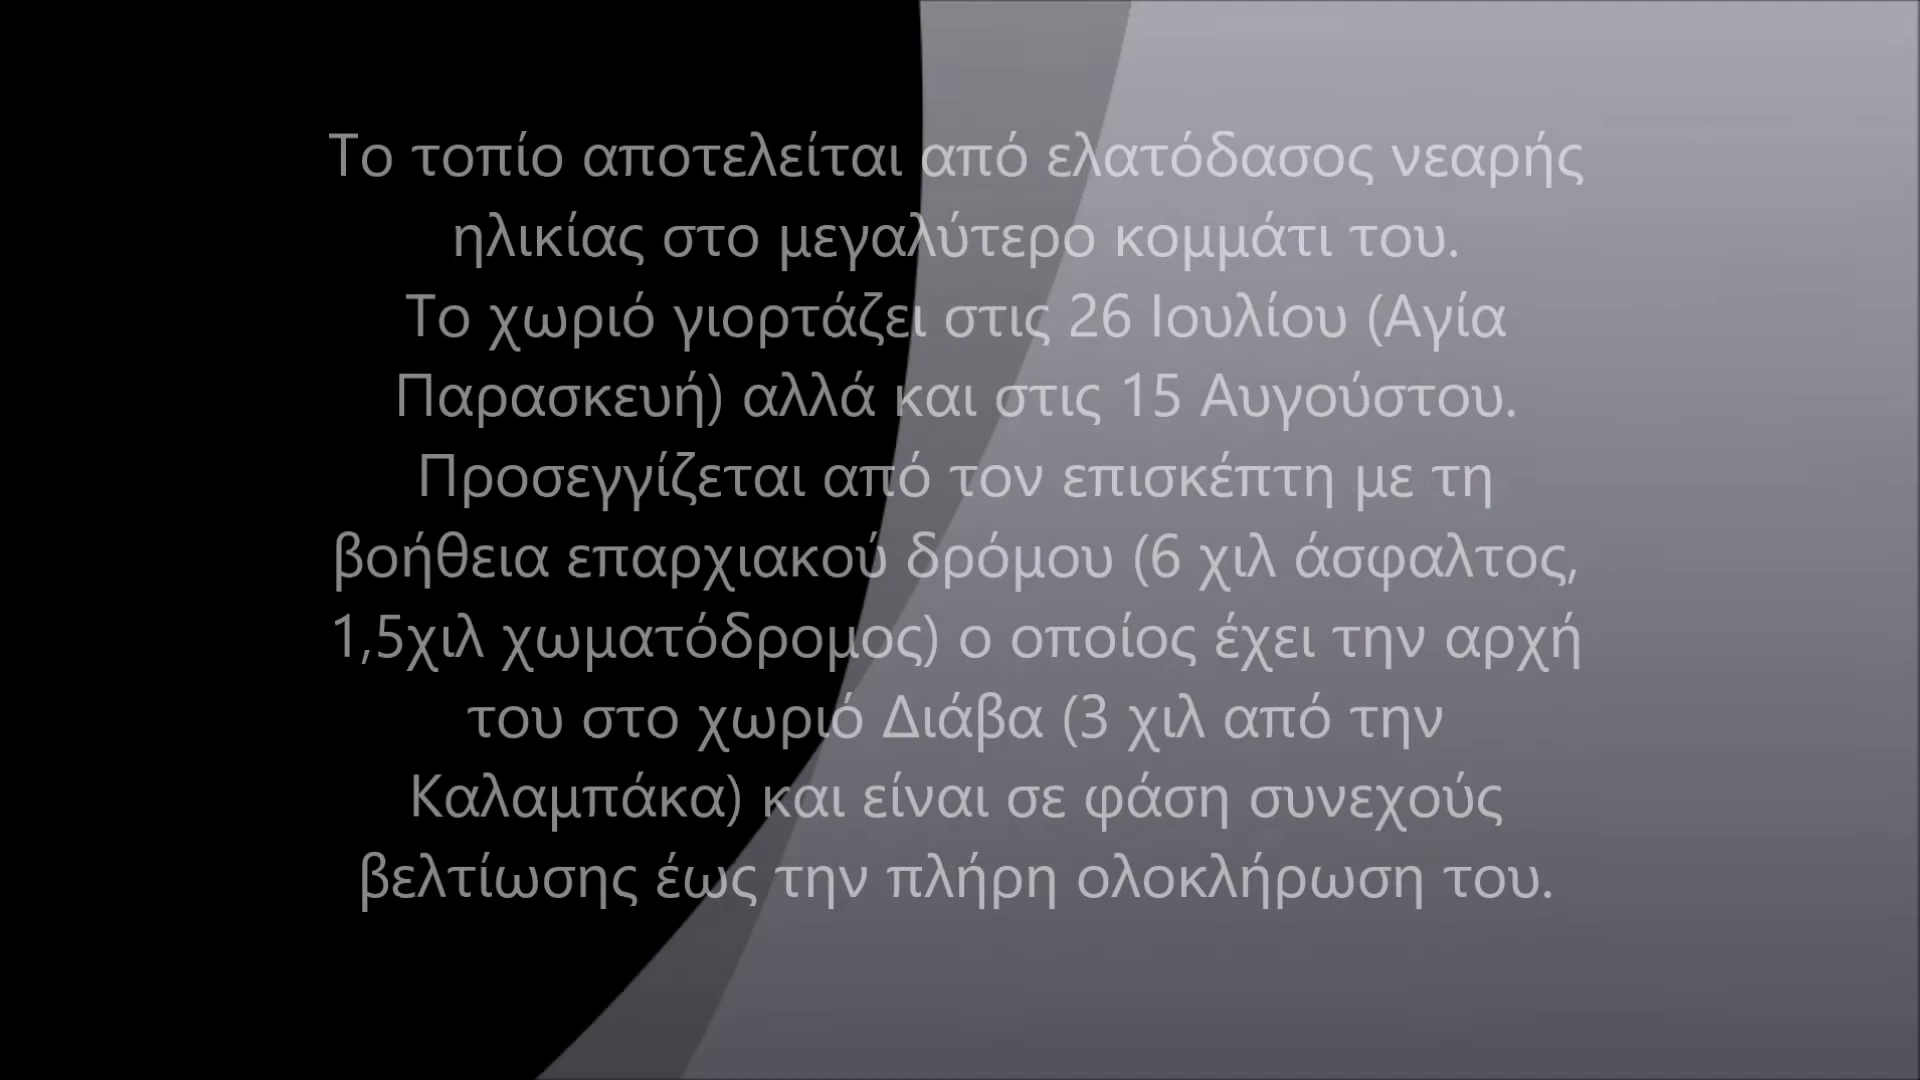 Το τοπίο αποτελείται από ελατόδασος νεαρής
ηλικίας στο μεγαλύτερο κομμάτι του.
Το χωριό γιορτάζει στις 26 Ιουλίου (Αγία
Παρασκευή) αλλά και στις 15 Αυγούστου.
Προσεγγίζεται από τον επισκέπτη με τη
βοήθεια επαρχιακού δρόμου (6 χιλ άσφαλτος,
1,5χιλ χωματόδρομος) ο οποίος έχει την αρχή
του στο χωριό Διάβα (3 χιλ από την
Καλαμπάκα) και είναι σε φάση συνεχούς
βελτίωσης έως την πλήρη ολοκλήρωση του.